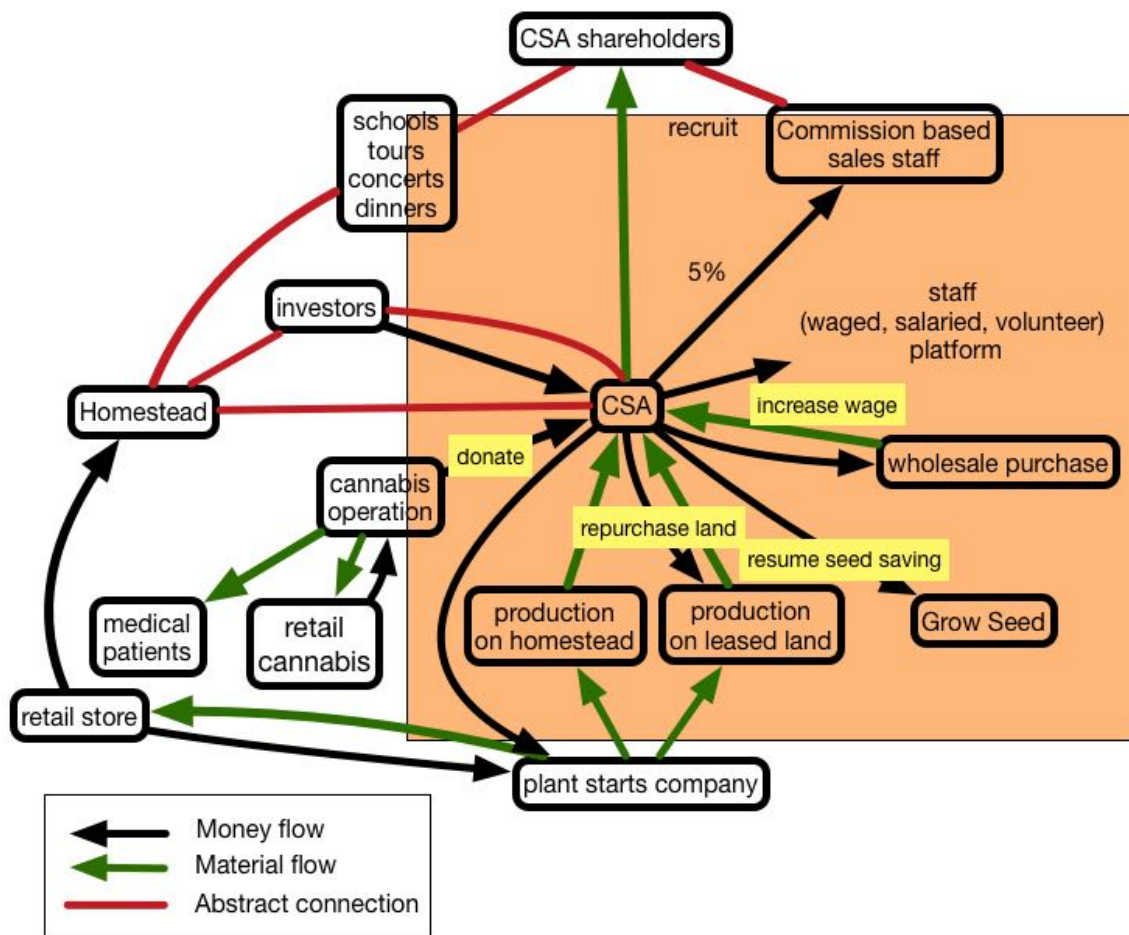 CSA shareholders
schools
tours
concerts
dinners
recruit
Commission based
sales staff
5%
investors
staff
(waged, salaried, volunteer)
platform
Homestead
CSA
increase wage
donate
wholesale purchase
cannabis
operation
repurchase land
resume seed saving
medical
patients
retail
cannabis
production
on homestead
production
on leased land
Grow Seed
retail store
plant starts company
Money flow
Material flow
Abstract connection